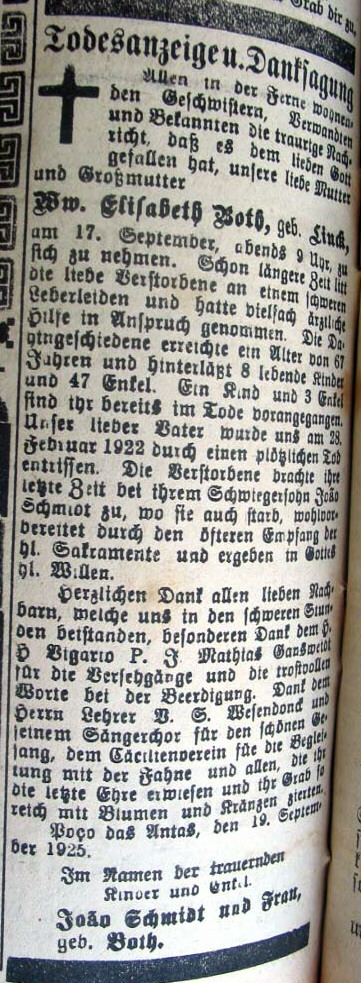 Grab dir zu,
Todesanzeige u. Danksagung
Allen in der Ferne wohnen-
den Geschwistern, Verwandten
und Bekannten die traurige Nach-
richt, daß es dem lieben Gott
gefallen hat, unsere liebe Mutter
und Großmutter
Ww. Elisabeth Both, geb. Linck,
am 17. September, abends 9 Uhr, zu
sich zu nehmen. Schon längere Zeit litt
die liebe Verstorbene an einem schweren
Leberleiden und hatte vielfach ärztliche
Hilfe in Anspruch genommen. Die Da-
hingeschiedene erreichte ein Alter von 67
Jahren und hinterläßt 8 lebende Kinder
und 47 Enkel. Ein Kind und 3 Enkel
sind ihr bereits im Tode vorangegangen.
Unser lieber Vater wurde uns am 28.
Februar 1922 durch einen plötzlichen Tod
entrissen. Die Verstorbene brachte ihre
letzte Zeit bei ihrem Schwiegersohn João
Schmidt zu, wo sie auch starb, wohlvor-
bereitet durch den öfteren Empfang der
hl. Sakramente und ergeben in Gottes
hl. Willen.
Herzlichen Dank allen lieben Nach-
barn, welche uns in den schweren Stun-
den beistanden, besonderen Dank dem H.
H Vigario P. J. Mathias Gansweidt
für die Versehgänge und die trostvollen
Worte bei der Beerdigung. Dank dem
Herrn Lehrer V. S. Wesendonck und
seinem Sängerchor für den schönen Ge-
sang, dem Cäcilienverein für die Beglei-
tung mit der Fahne und allen, die ihr
die letzte Ehre erwiesen und ihr Grab so
reich mit Blumen und Kränzen zierten.
Poço das Antas, den 19. Septem-
ber 1925.
Im Namen der trauernden
Kinder und Enkel.
João Schmidt und Frau,
geb. Both.